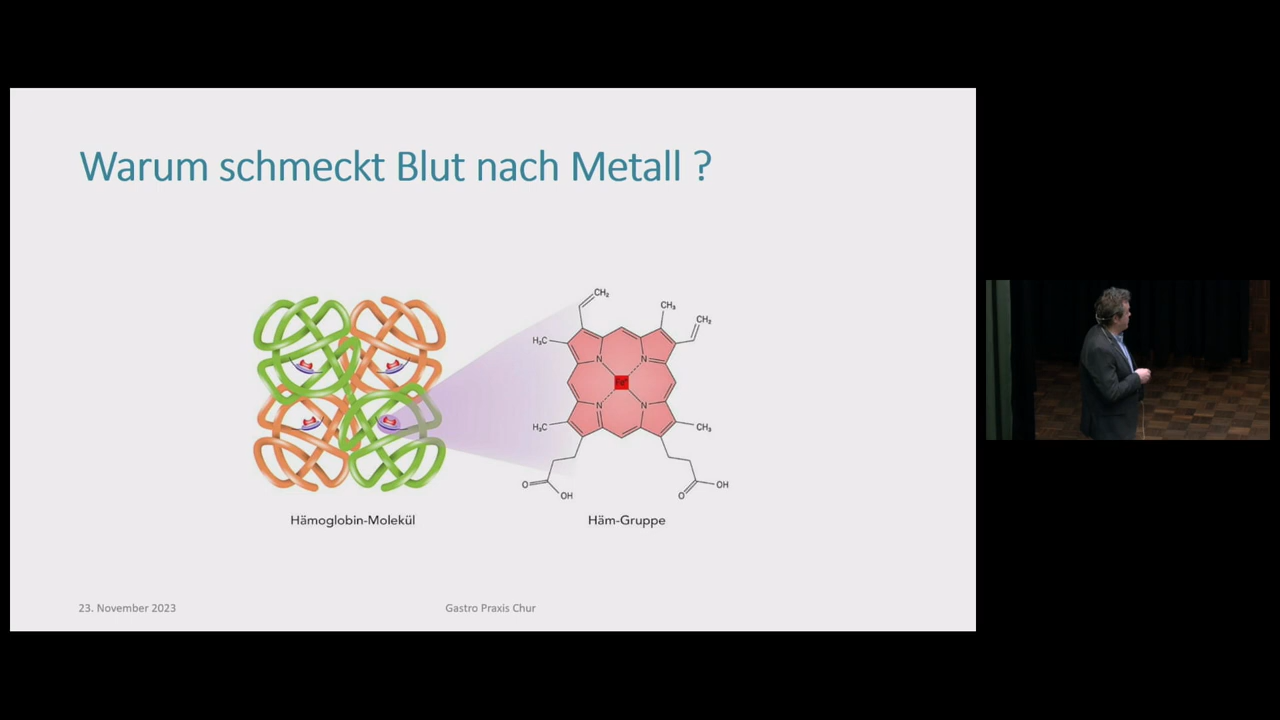 Warum schmeckt Blut nach Metall ?
CH₂
CH₃
CH₂
H₃C
N
N
Fe
N
N
H₃C
CH₃
O
OH
O
OH
Hämoglobin-Molekül
Häm-Gruppe
23. November 2023
Gastro Praxis Chur